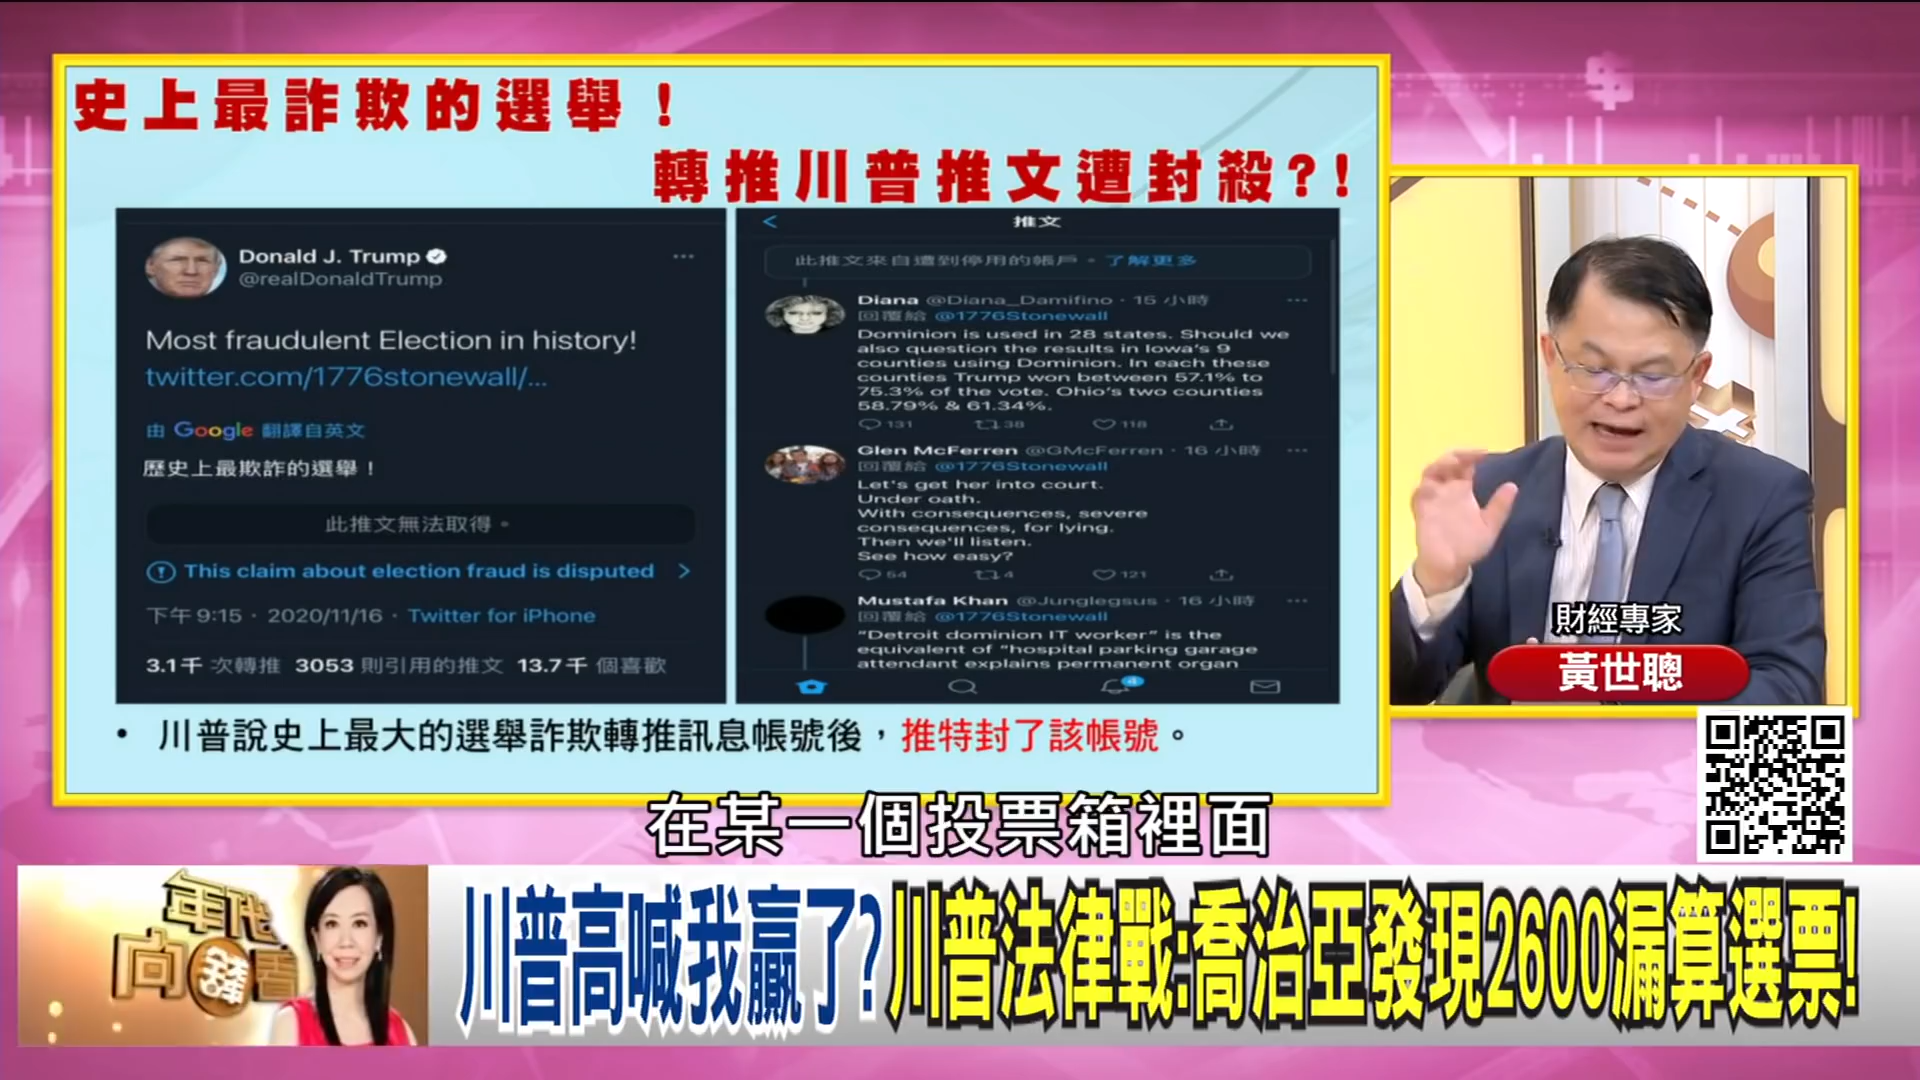 史上最詐欺的選舉！
轉推川普推文遭封殺?!
Donald J. Trump
@realDonaldTrump
Most fraudulent Election in history!
twitter.com/1776stonewall/...
由 Google 翻譯自英文
歷史上最欺詐的選舉！
此推文無法取得。
This claim about election fraud is disputed
下午 9:15 · 2020/11/16 · Twitter for iPhone
3.1千 次轉推 3053 則引用的推文 13.7千 個喜歡
推文
此推文來自遭到停用的帳戶。了解更多
Diana @Diana_Damifino · 15 小時
回覆給 @1776Stonewall
Dominion is used in 28 states. Should we
also question the results in Iowa's 9
counties using Dominion. In each these
counties Trump won between 57.1% to
75.3% of the vote. Ohio's two counties
58.79% & 61.34%.
131 38 118
Glen McFerren @GMcFerren · 16 小時
回覆給 @1776Stonewall
Let's get her into court.
Under oath.
With consequences, severe
consequences, for lying.
Then we'll listen.
See how easy?
54 4 121
Mustafa Khan @Junglegsus · 16 小時
回覆給 @1776Stonewall
"Detroit dominion IT worker" is the
equivalent of "hospital parking garage
attendant explains permanent organ
4
• 川普說史上最大的選舉詐欺轉推訊息帳號後，推特封了該帳號。
財經專家
黃世聰
在某一個投票箱裡面
年代
向錢看
川普高喊我贏了?川普法律戰:喬治亞發現2600漏算選票!